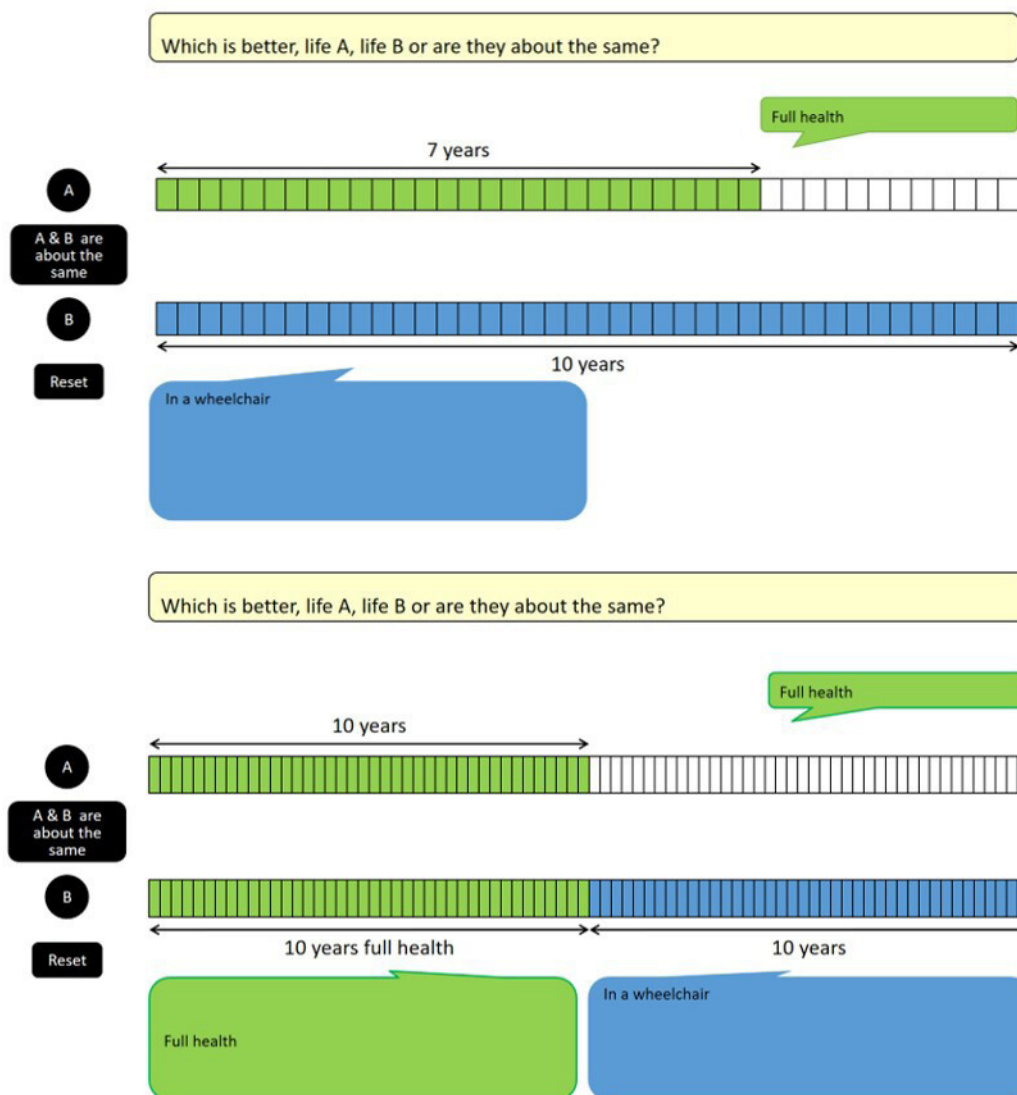 Which is better, life A, life B or are they about the same?
Full health
7 years
A
A & B are
about the
same
B
10 years
Reset
In a wheelchair
Which is better, life A, life B or are they about the same?
Full health
10 years
A
A & B are
about the
same
B
10 years full health
10 years
Reset
In a wheelchair
Full health